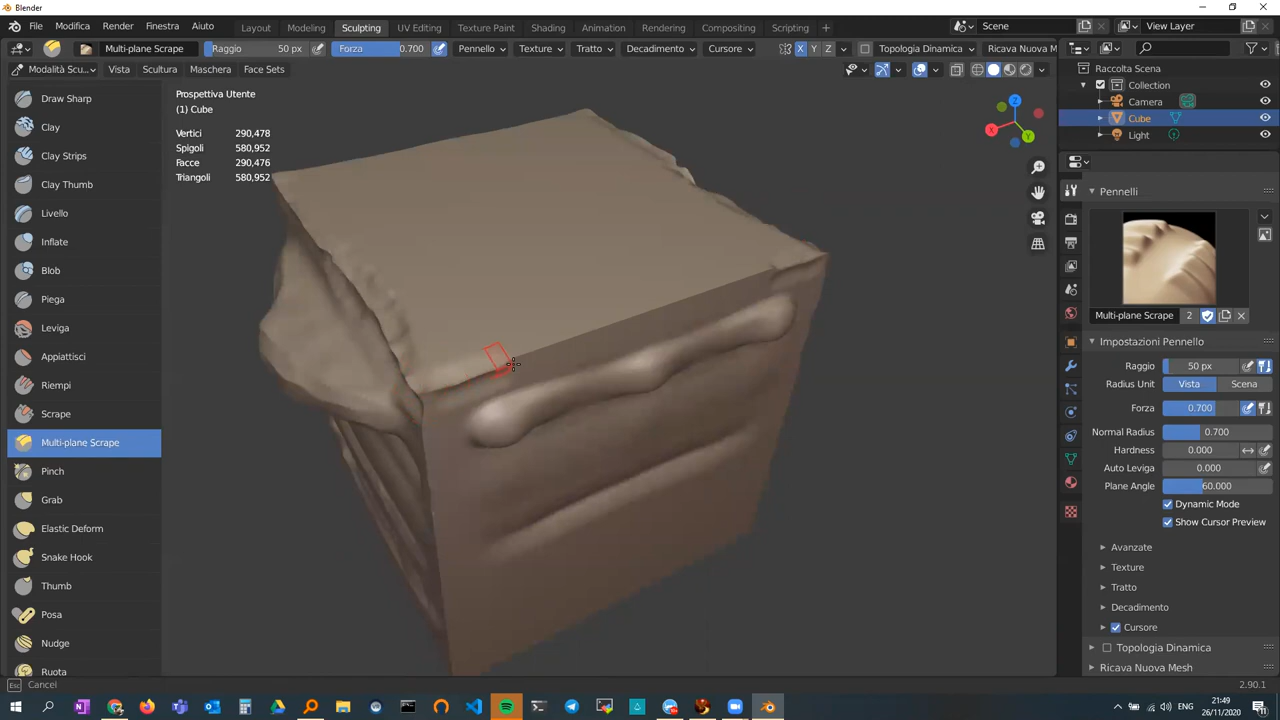 Blender
File Modifica Render Finestra Aiuto Layout Modeling Sculpting UV Editing Texture Paint Shading Animation Rendering Compositing Scripting + Scene View Layer
Multi-plane Scrape Raggio 50 px Forza 0.700 Pennello Texture Tratto Decadimento Cursore X Y Z Topologia Dinamica Ricava Nuova M
Modalità Scu... Vista Scultura Maschera Face Sets
Raccolta Scena
Collection
Camera
Cube
Light
Draw Sharp
Clay
Clay Strips
Clay Thumb
Livello
Inflate
Blob
Piega
Leviga
Appiattisci
Riempi
Scrape
Multi-plane Scrape
Pinch
Grab
Elastic Deform
Snake Hook
Thumb
Posa
Nudge
Ruota
Prospettiva Utente
(1) Cube
Vertici 290,478
Spigoli 580,952
Facce 290,476
Triangoli 580,952
Z
X
Y
Pennelli
Multi-plane Scrape 2
Impostazioni Pennello
Raggio 50 px
Radius Unit Vista Scena
Forza 0.700
Normal Radius 0.700
Hardness 0.000
Auto Leviga 0.000
Plane Angle 60.000
Dynamic Mode
Show Cursor Preview
Avanzate
Texture
Tratto
Decadimento
Cursore
Topologia Dinamica
Ricava Nuova Mesh
Esc Cancel 2.90.1
21:49
26/11/2020